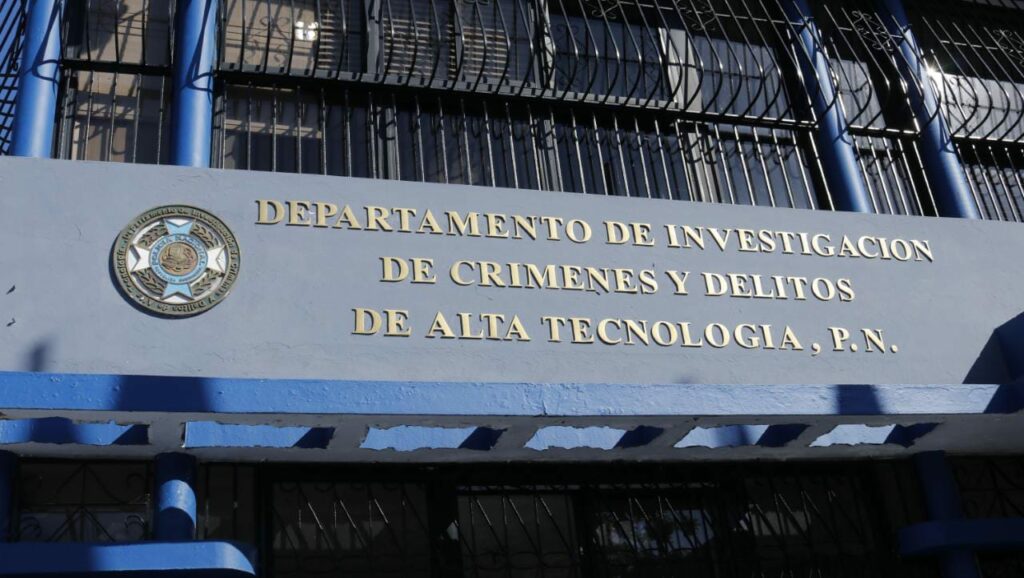 DEPARTAMENTO DE INVESTIGACION
DE CRIMENES Y DELITOS
DE ALTA TECNOLOGIA , P. N.